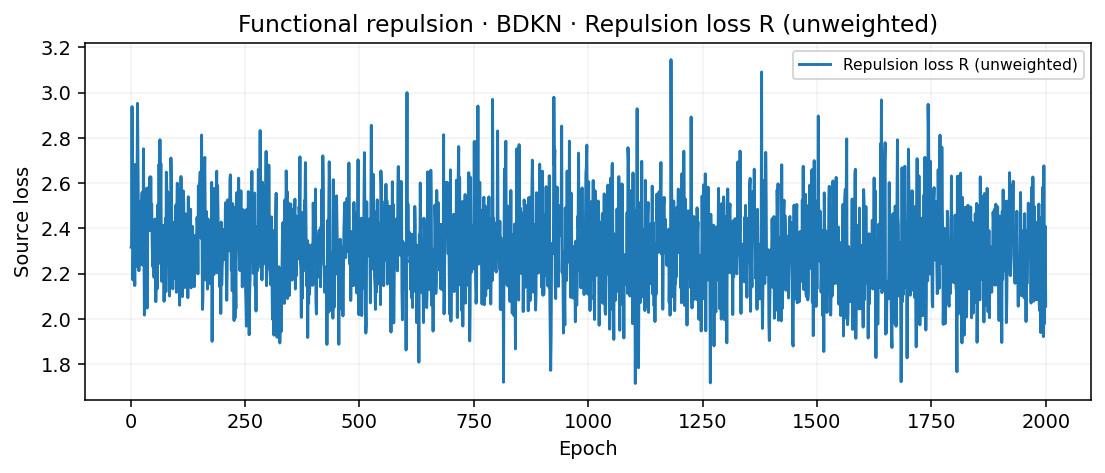 Functional repulsion · BDKN · Repulsion loss R (unweighted)
3.2
3.0
2.8
2.6
2.4
2.2
2.0
1.8
Source loss
Repulsion loss R (unweighted)
0 250 500 750 1000 1250 1500 1750 2000
Epoch